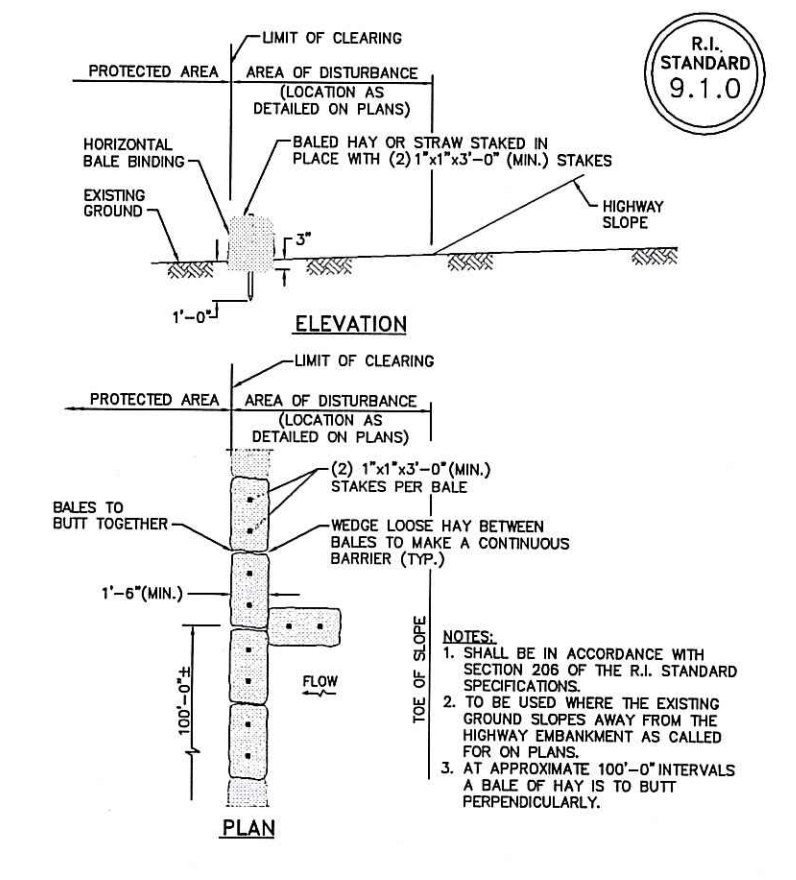 R.I.
STANDARD
9.1.0
LIMIT OF CLEARING
PROTECTED AREA
AREA OF DISTURBANCE
(LOCATION AS
DETAILED ON PLANS)
HORIZONTAL
BALE BINDING
BALED HAY OR STRAW STAKED IN
PLACE WITH (2) 1"x1"x3'-0" (MIN.) STAKES
EXISTING
GROUND
HIGHWAY
SLOPE
3"
1'-0"
ELEVATION
LIMIT OF CLEARING
PROTECTED AREA
AREA OF DISTURBANCE
(LOCATION AS
DETAILED ON PLANS)
(2) 1"x1"x3'-0" (MIN.)
STAKES PER BALE
BALES TO
BUTT TOGETHER
WEDGE LOOSE HAY BETWEEN
BALES TO MAKE A CONTINUOUS
BARRIER (TYP.)
1'-6" (MIN.)
100'-0"±
FLOW
TOE OF SLOPE
NOTES:
1. SHALL BE IN ACCORDANCE WITH
SECTION 206 OF THE R.I. STANDARD
SPECIFICATIONS.
2. TO BE USED WHERE THE EXISTING
GROUND SLOPES AWAY FROM THE
HIGHWAY EMBANKMENT AS CALLED
FOR ON PLANS.
3. AT APPROXIMATE 100'-0" INTERVALS
A BALE OF HAY IS TO BUTT
PERPENDICULARLY.
PLAN